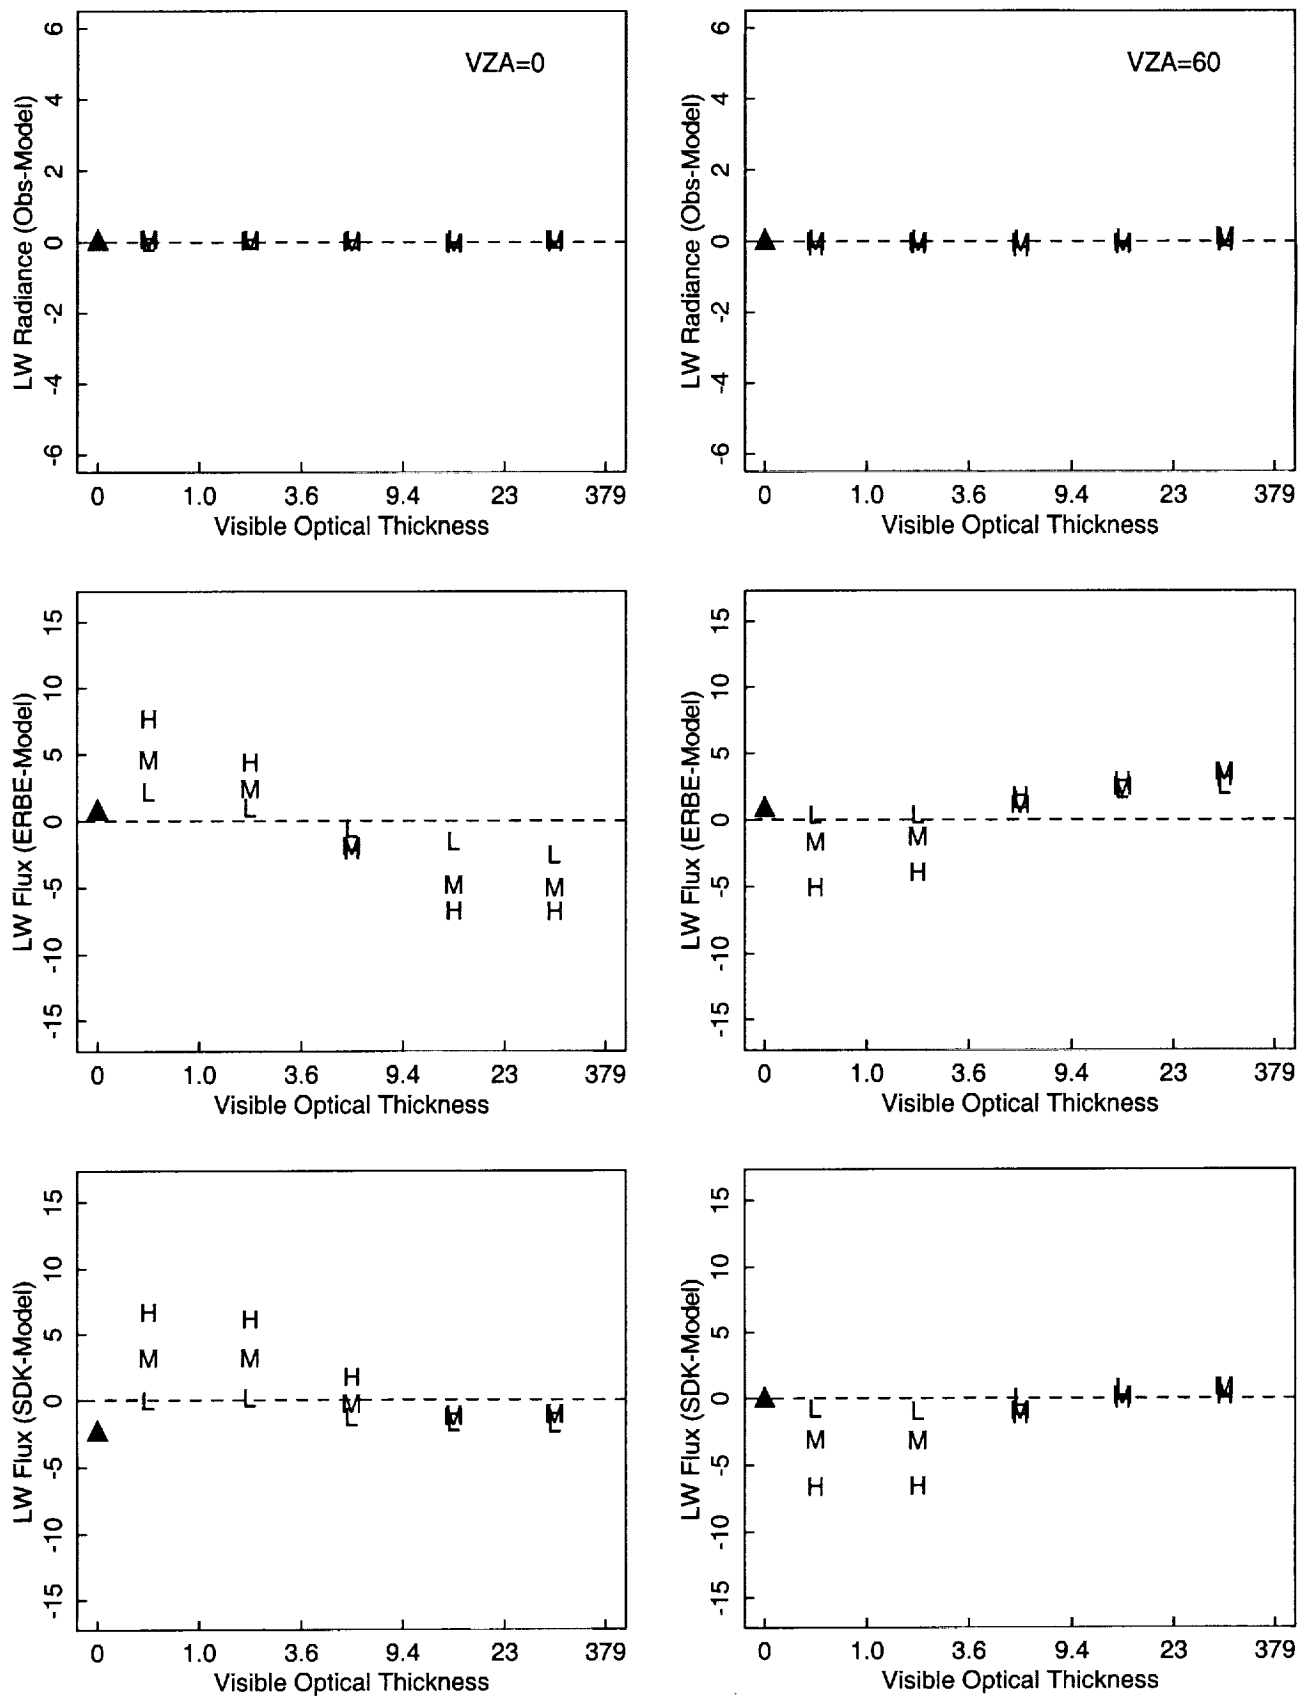 VZA=0
LW Radiance (Obs-Model)
6
4
2
0
-2
-4
-6
L
M
H
0 1.0 3.6 9.4 23 379
Visible Optical Thickness
VZA=60
LW Radiance (Obs-Model)
6
4
2
0
-2
-4
-6
L
M
H
0 1.0 3.6 9.4 23 379
Visible Optical Thickness
LW Flux (ERBE-Model)
15
10
5
0
-5
-10
-15
H H L L L
M M M M M
L L H H H
0 1.0 3.6 9.4 23 379
Visible Optical Thickness
LW Flux (ERBE-Model)
15
10
5
0
-5
-10
-15
L L H H H
M M M M M
H H L L L
0 1.0 3.6 9.4 23 379
Visible Optical Thickness
LW Flux (SDK-Model)
15
10
5
0
-5
-10
-15
H H H H H
M M M M M
L L L L L
0 1.0 3.6 9.4 23 379
Visible Optical Thickness
LW Flux (SDK-Model)
15
10
5
0
-5
-10
-15
L L L L L
M M M M M
H H H H H
0 1.0 3.6 9.4 23 379
Visible Optical Thickness